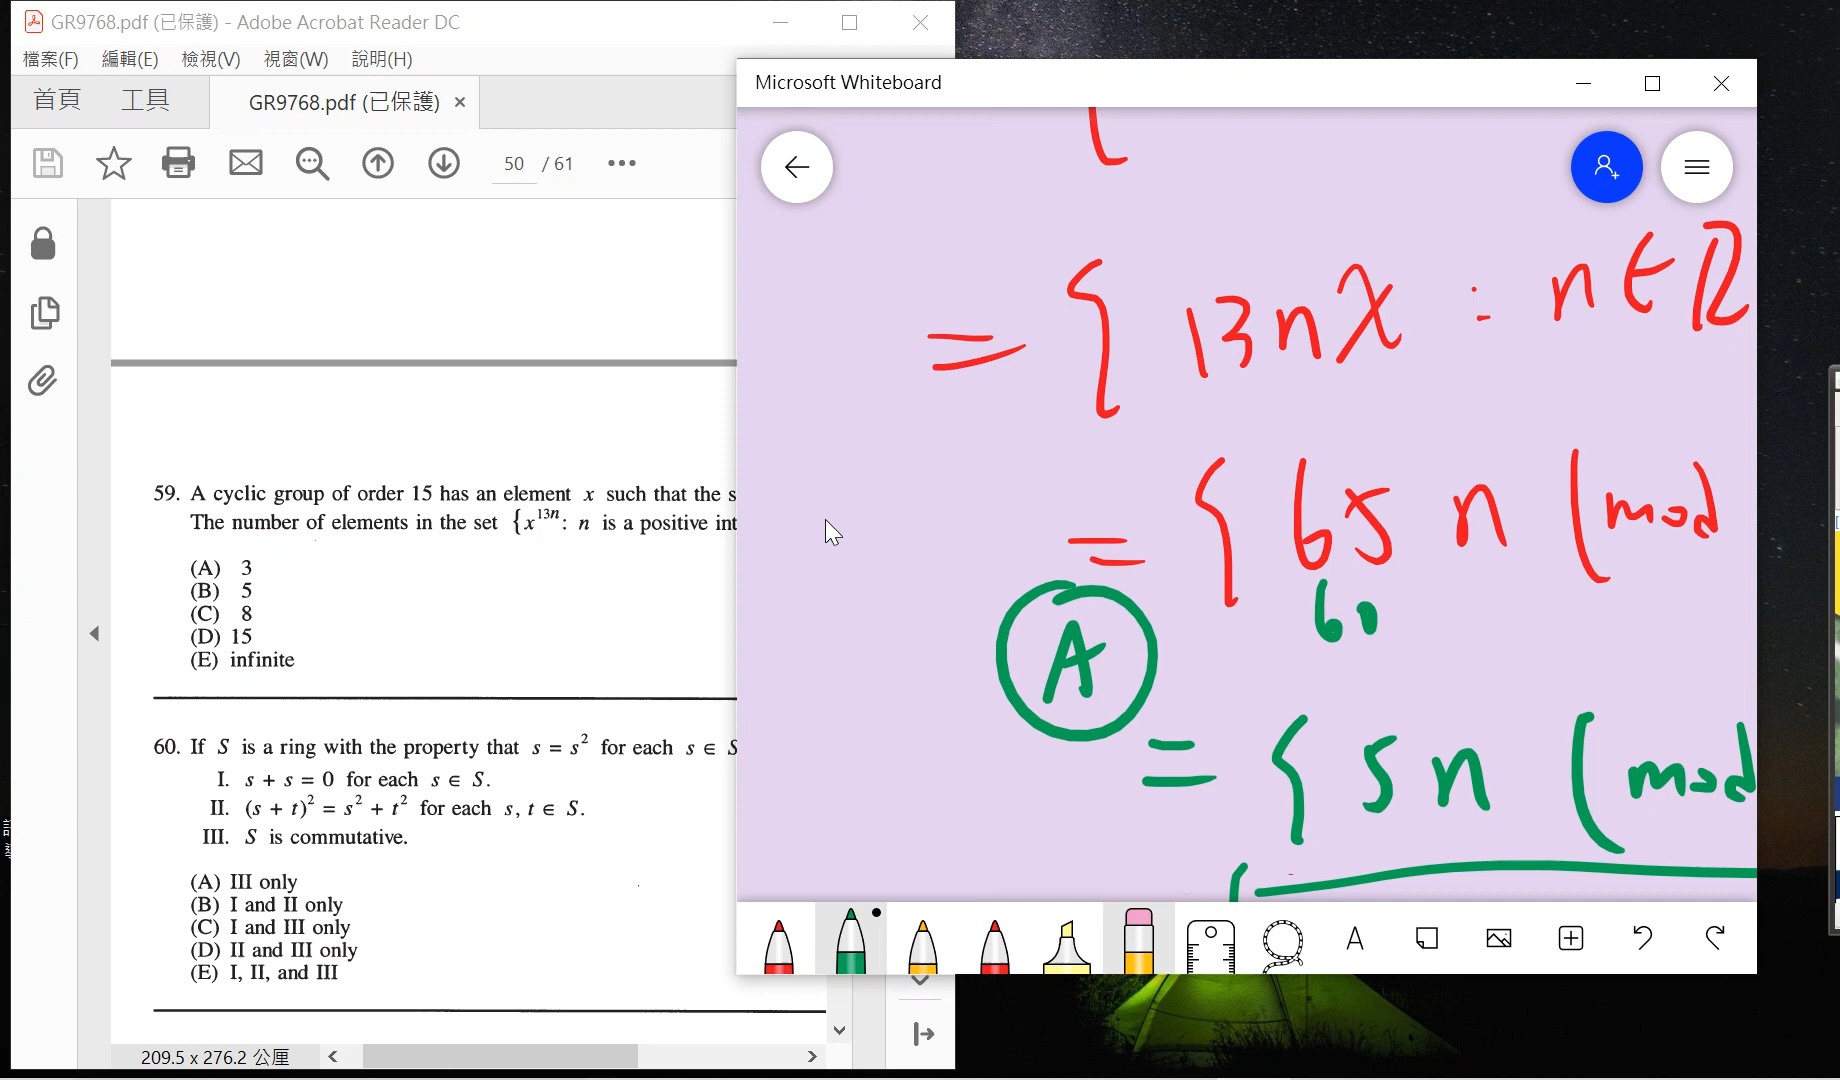 GR9768.pdf (已保護) - Adobe Acrobat Reader DC
檔案(F) 編輯(E) 檢視(V) 視窗(W) 說明(H)
首頁 工具 GR9768.pdf (已保護) ×
50 / 61
59. A cyclic group of order 15 has an element x such that the s
The number of elements in the set {x^13n: n is a positive int
(A) 3
(B) 5
(C) 8
(D) 15
(E) infinite
60. If S is a ring with the property that s = s² for each s ∈ S
I. s + s = 0 for each s ∈ S.
II. (s + t)² = s² + t² for each s, t ∈ S.
III. S is commutative.
(A) III only
(B) I and II only
(C) I and III only
(D) II and III only
(E) I, II, and III
209.5 x 276.2 公厘
Microsoft Whiteboard
= { 13nx : n∈
= { 65 n (mod
60
A
= { 5n (mod
A